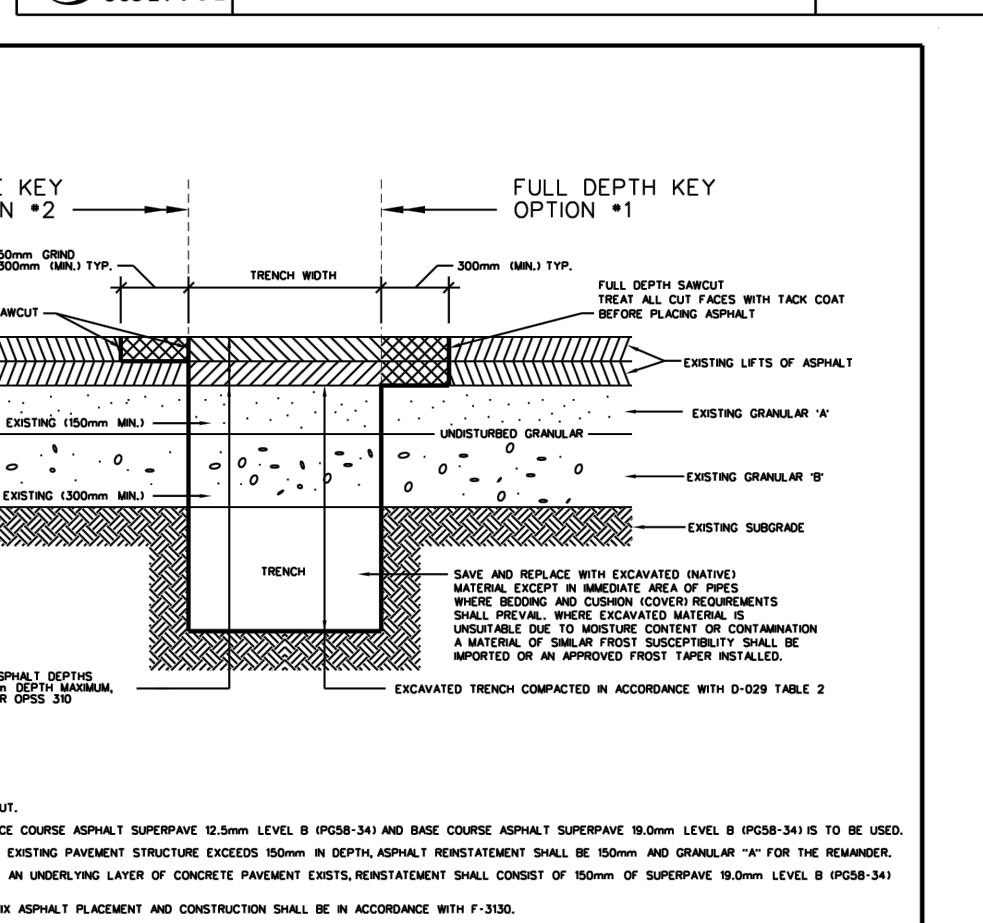 KEY
#2
FULL DEPTH KEY
OPTION #1
GRIND
300mm (MIN.) TYP.
TRENCH WIDTH
300mm (MIN.) TYP.
FULL DEPTH SAWCUT
TREAT ALL CUT FACES WITH TACK COAT
BEFORE PLACING ASPHALT
EXISTING LIFTS OF ASPHALT
EXISTING (150mm MIN.)
EXISTING GRANULAR 'A'
UNDISTURBED GRANULAR
EXISTING (300mm MIN.)
EXISTING GRANULAR 'B'
EXISTING SUBGRADE
TRENCH
SAVE AND REPLACE WITH EXCAVATED (NATIVE)
MATERIAL EXCEPT IN IMMEDIATE AREA OF PIPES
WHERE BEDDING AND CUSHION (COVER) REQUIREMENTS
SHALL PREVAIL. WHERE EXCAVATED MATERIAL IS
UNSUITABLE DUE TO MOISTURE CONTENT OR CONTAMINATION
A MATERIAL OF SIMILAR FROST SUSCEPTIBILITY SHALL BE
IMPORTED OR AN APPROVED FROST TAPER INSTALLED.
DEPTHS
DEPTH MAXIMUM,
OPSS 310
EXCAVATED TRENCH COMPACTED IN ACCORDANCE WITH D-029 TABLE 2
COURSE ASPHALT SUPERPAVE 12.5mm LEVEL B (PG58-34) AND BASE COURSE ASPHALT SUPERPAVE 19.0mm LEVEL B (PG58-34) IS TO BE USED.
EXISTING PAVEMENT STRUCTURE EXCEEDS 150mm IN DEPTH, ASPHALT REINSTATEMENT SHALL BE 150mm AND GRANULAR "A" FOR THE REMAINDER.
AN UNDERLYING LAYER OF CONCRETE PAVEMENT EXISTS, REINSTATEMENT SHALL CONSIST OF 150mm OF SUPERPAVE 19.0mm LEVEL B (PG58-34)
ASPHALT PLACEMENT AND CONSTRUCTION SHALL BE IN ACCORDANCE WITH F-3130.